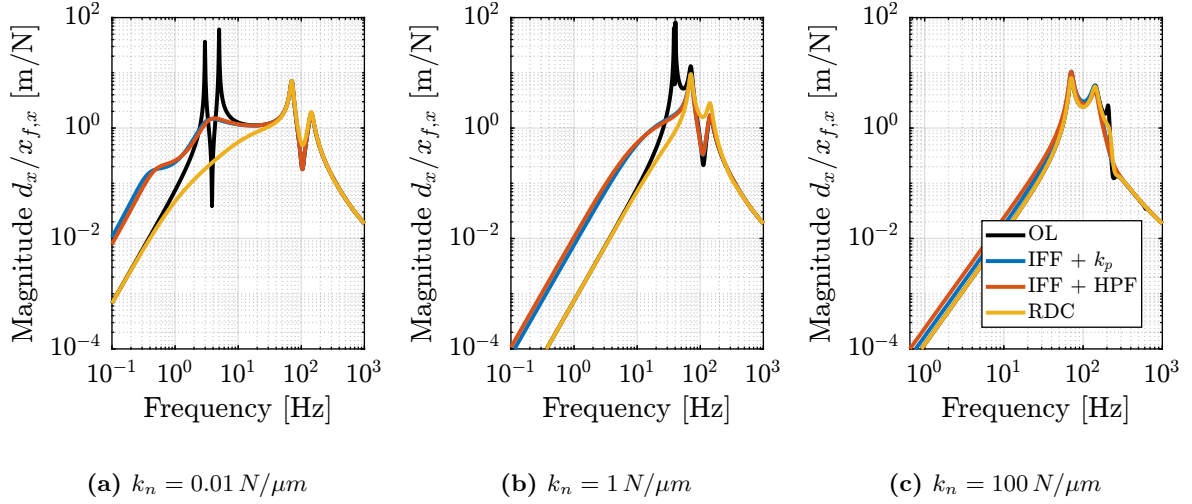 Magnitude d_x/x_{f,x} [m/N]
10^2
10^0
10^{-2}
10^{-4}
10^{-1} 10^0 10^1 10^2 10^3
Frequency [Hz]
(a) k_n = 0.01 N/μm
Magnitude d_x/x_{f,x} [m/N]
10^2
10^0
10^{-2}
10^{-4}
10^{-1} 10^0 10^1 10^2 10^3
Frequency [Hz]
(b) k_n = 1 N/μm
Magnitude d_x/x_{f,x} [m/N]
10^2
10^0
10^{-2}
10^{-4}
10^0 10^1 10^2 10^3
Frequency [Hz]
OL
IFF + k_p
IFF + HPF
RDC
(c) k_n = 100 N/μm